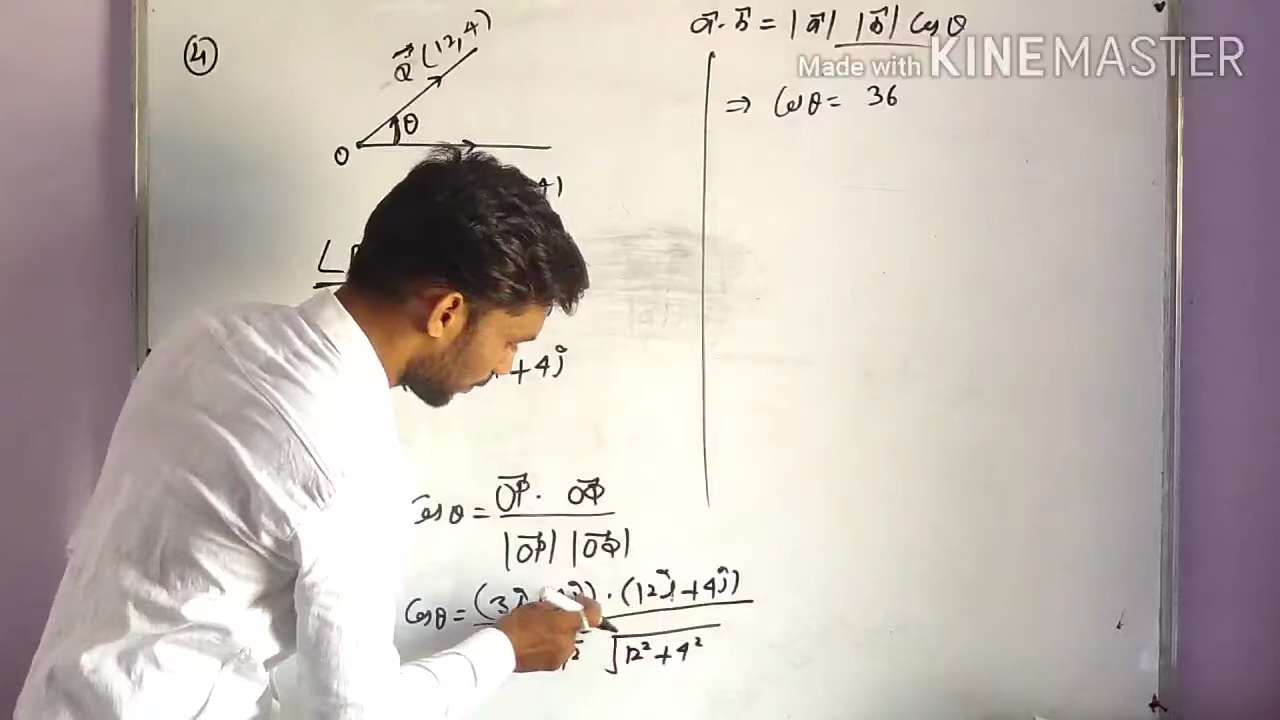 ④
Q⃗ (12,4)
θ
O
4)
∠
+ 4ĵ
Cosθ = OP⃗ · OQ⃗
|OP⃗| |OQ⃗|
Cosθ = (3î ĵ) · (12î + 4ĵ)
² √12² + 4²
a⃗ · b⃗ = |a⃗| |b⃗| Cosθ
Made with KINEMASTER
⇒ Cosθ = 36